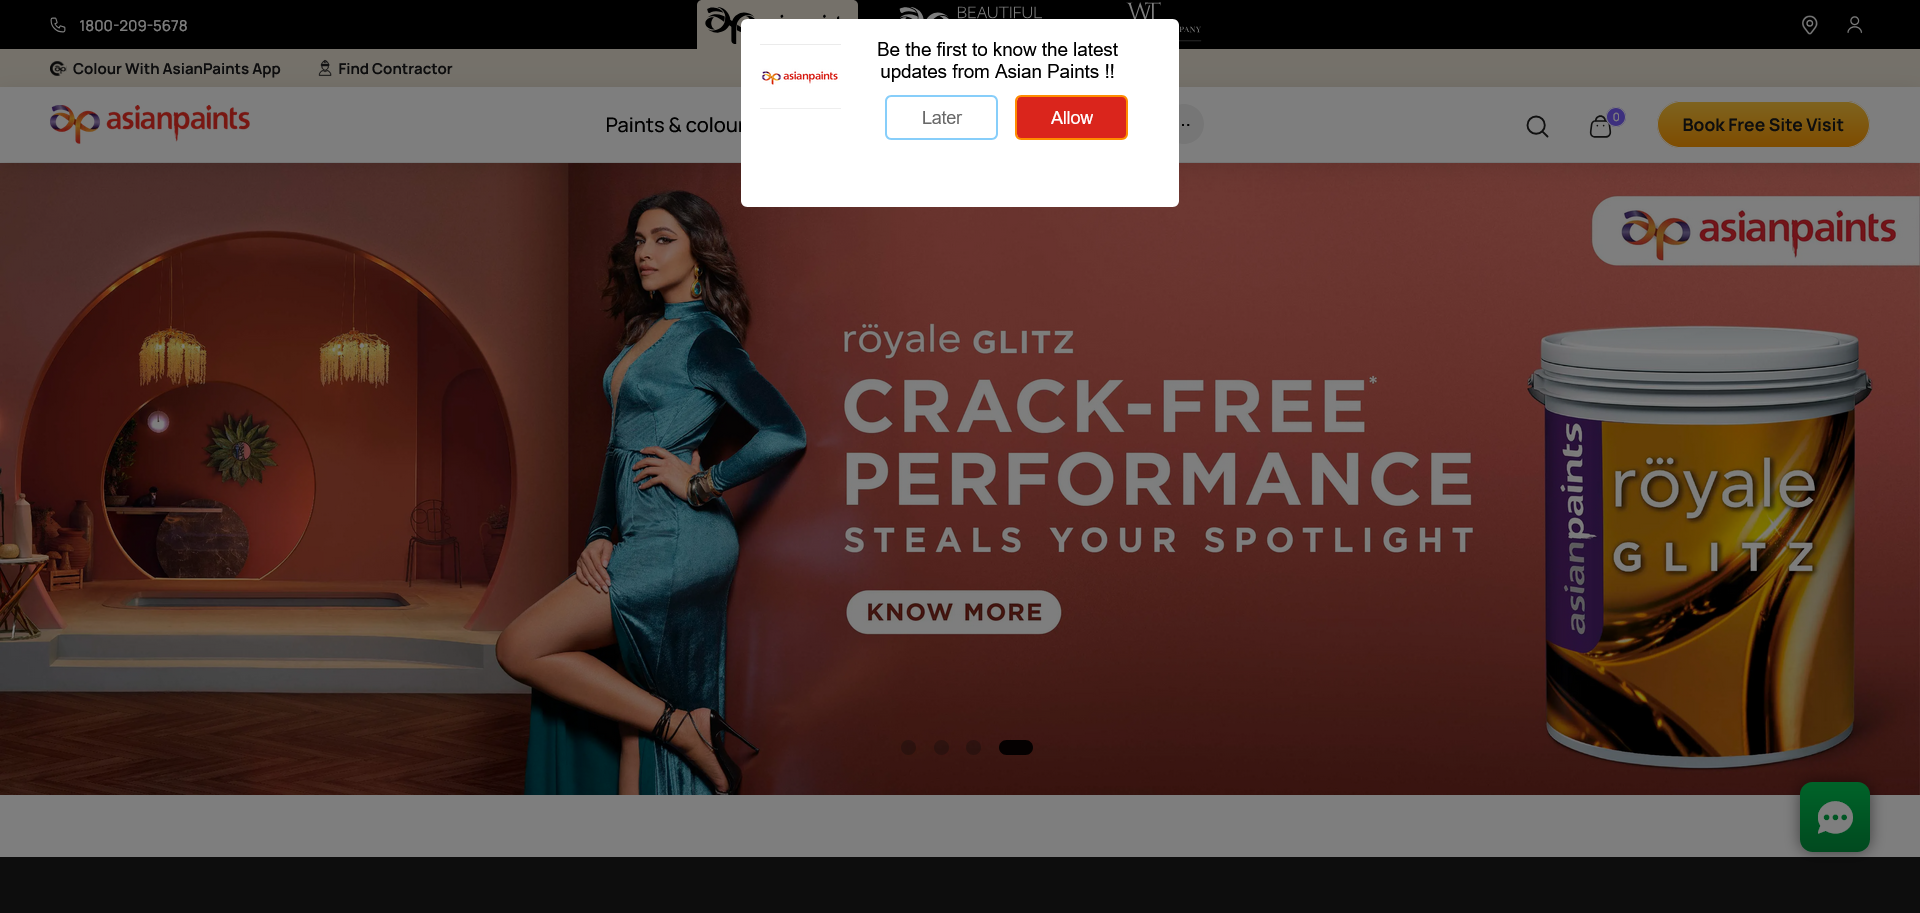 1800-209-5678
BEAUTIFUL
WT
Be the first to know the latest
updates from Asian Paints !!
asianpaints
Later
Allow
Colour With AsianPaints App
Find Contractor
asianpaints
Paints & colou
0
Book Free Site Visit
asianpaints
röyale GLITZ
CRACK-FREE*
PERFORMANCE
STEALS YOUR SPOTLIGHT
KNOW MORE
asianpaints
röyale
GLITZ